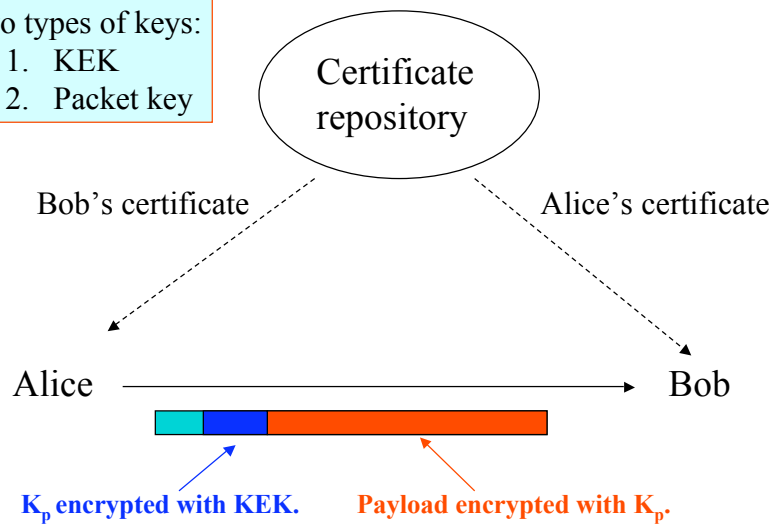 o types of keys:
1. KEK
2. Packet key
Certificate
repository
Bob’s certificate
Alice’s certificate
Alice
Bob
Kp encrypted with KEK.
Payload encrypted with Kp.